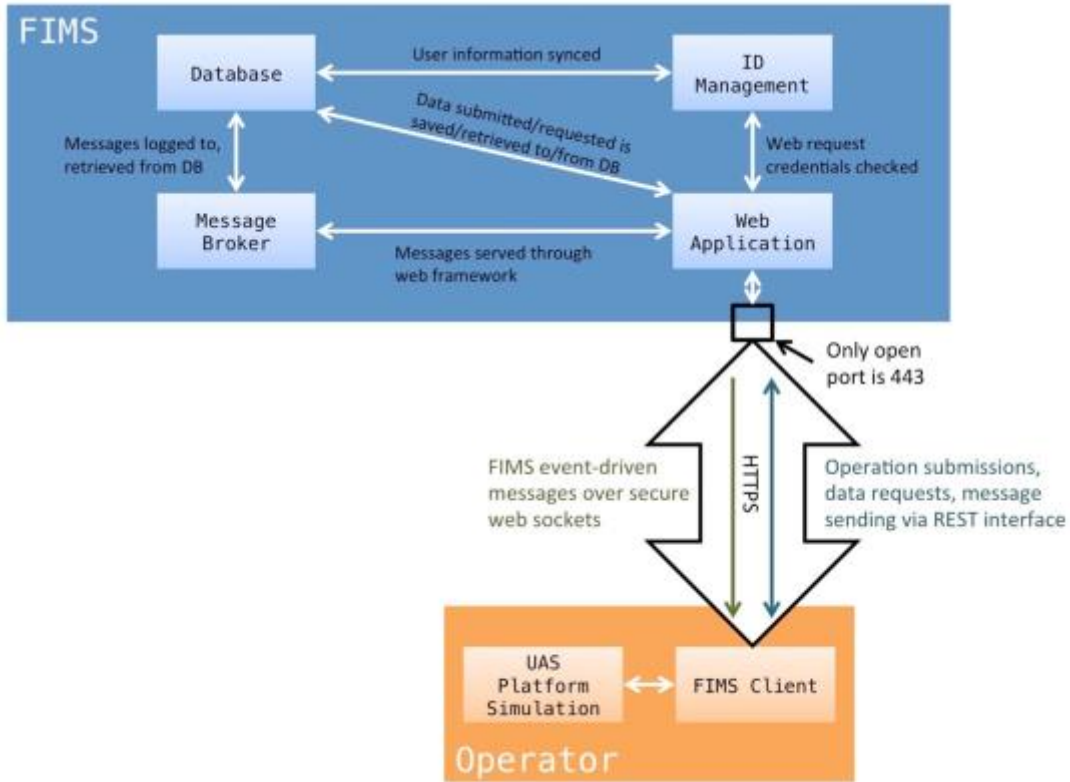 FIMS
Database
User information synced
ID
Management
Data submitted/requested is
saved/retrieved to/from DB
Messages logged to,
retrieved from DB
Web request
credentials checked
Message
Broker
Web
Application
Messages served through
web framework
Only open
port is 443
FIMS event-driven
messages over secure
web sockets
HTTPS
Operation submissions,
data requests, message
sending via REST interface
UAS
Platform
Simulation
FIMS Client
Operator